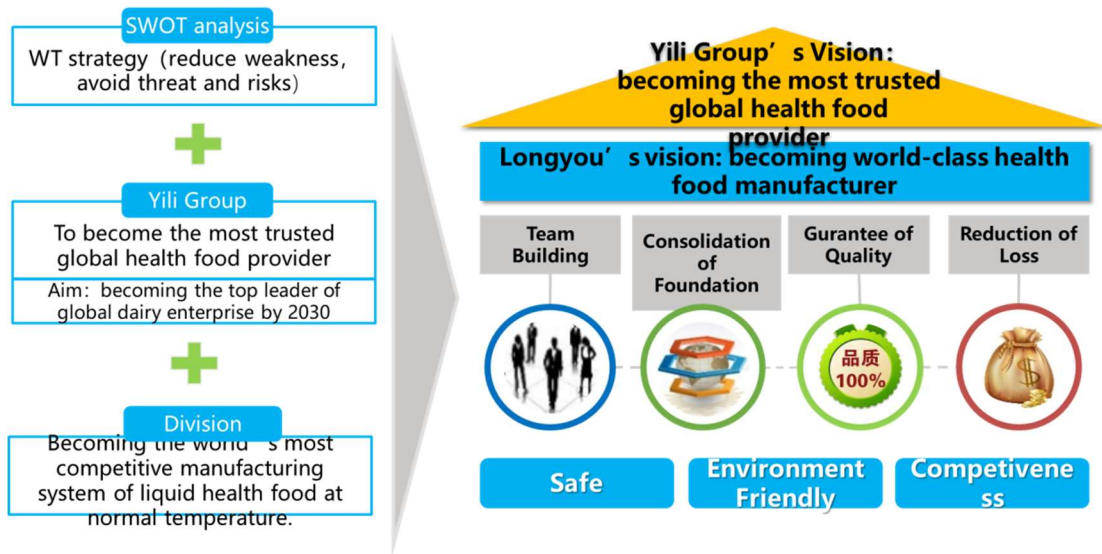 SWOT analysis
WT strategy（reduce weakness,
avoid threat and risks）
Yili Group
To become the most trusted
global health food provider
Aim：becoming the top leader of
global dairy enterprise by 2030
Division
Becoming the world’s most
competitive manufacturing
system of liquid health food at
normal temperature.
Yili Group’s Vision：
becoming the most trusted
global health food
provider
Longyou’s vision: becoming world-class health
food manufacturer
Team
Building
Consolidation
of
Foundation
Gurantee of
Quality
Reduction of
Loss
品质
100%
$
Safe
Environment
Friendly
Competivene
ss